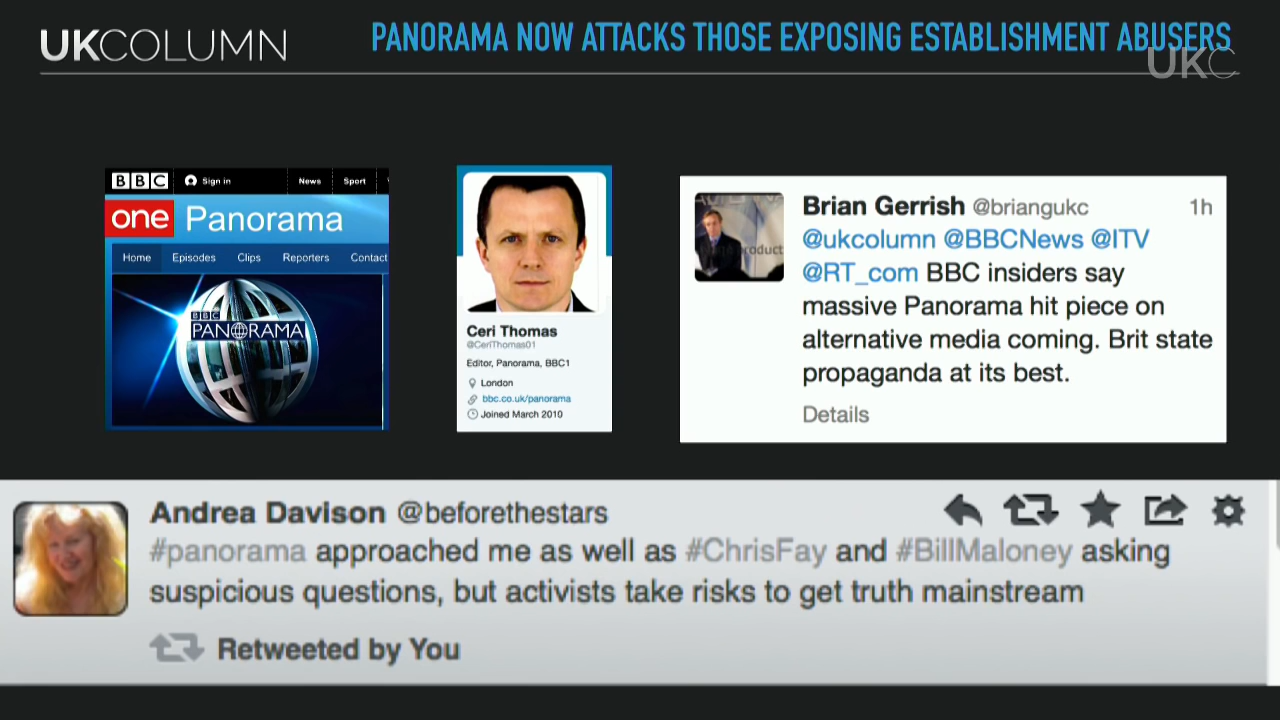 UKCOLUMN
PANORAMA NOW ATTACKS THOSE EXPOSING ESTABLISHMENT ABUSERS
UKC
BBC Sign in News Sport
one Panorama
Home Episodes Clips Reporters Contact
BBC
PANORAMA
Ceri Thomas
@CeriThomas01
Editor, Panorama, BBC1
London
bbc.co.uk/panorama
Joined March 2010
Brian Gerrish @briangukc 1h
@ukcolumn @BBCNews @ITV
@RT_com BBC insiders say
massive Panorama hit piece on
alternative media coming. Brit state
propaganda at its best.
Details
Andrea Davison @beforethestars
#panorama approached me as well as #ChrisFay and #BillMaloney asking
suspicious questions, but activists take risks to get truth mainstream
Retweeted by You